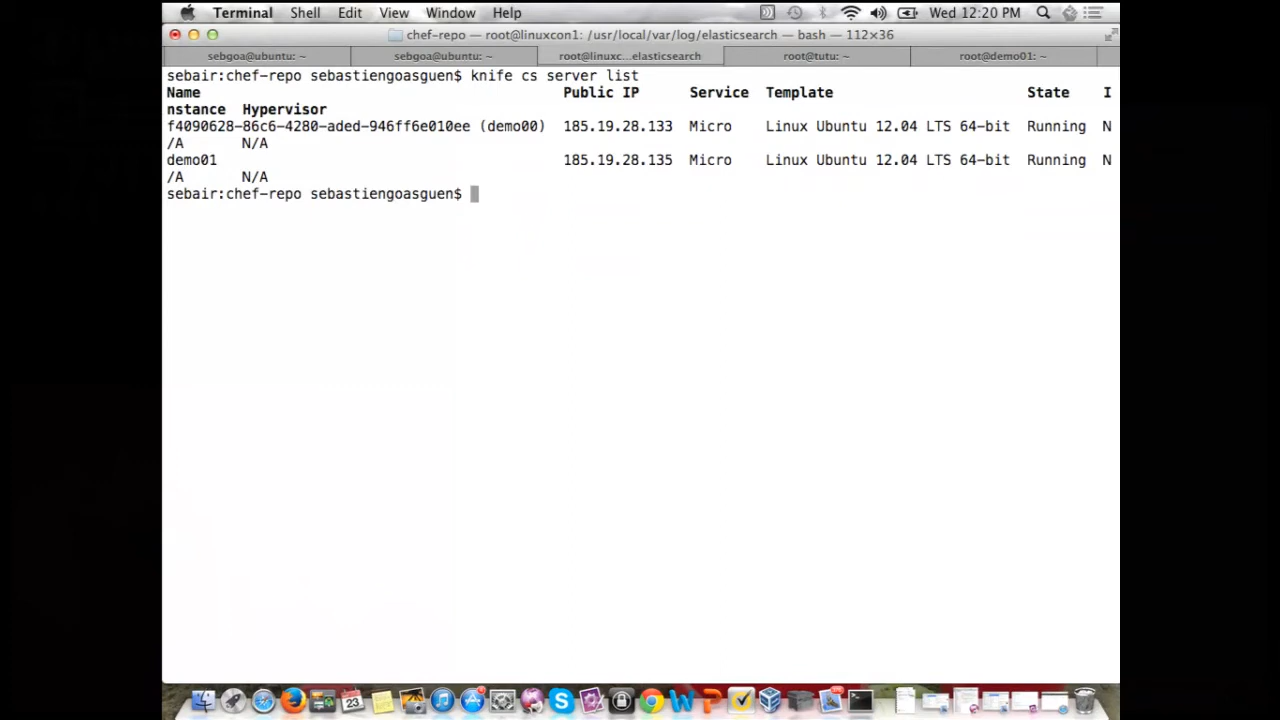 Terminal Shell Edit View Window Help Wed 12:20 PM
chef-repo — root@linuxcon1: /usr/local/var/log/elasticsearch — bash — 112×36
sebgoa@ubuntu: ~ sebgoa@ubuntu: ~ root@linuxc...elasticsearch root@tutu: ~ root@demo01: ~
sebair:chef-repo sebastiengoasguen$ knife cs server list
Name Public IP Service Template State I
nstance Hypervisor
f4090628-86c6-4280-aded-946ff6e010ee (demo00) 185.19.28.133 Micro Linux Ubuntu 12.04 LTS 64-bit Running N
/A N/A
demo01 185.19.28.135 Micro Linux Ubuntu 12.04 LTS 64-bit Running N
/A N/A
sebair:chef-repo sebastiengoasguen$
23